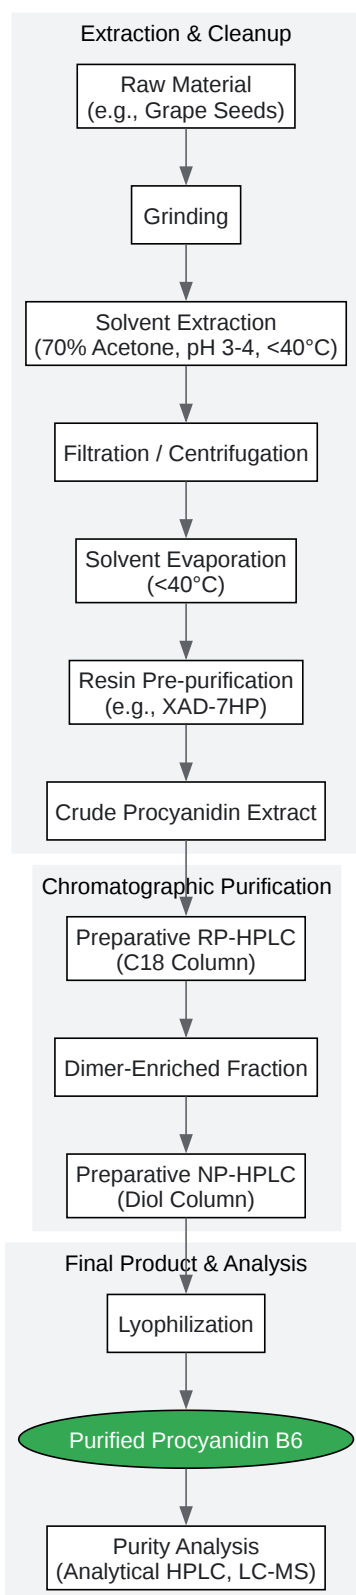 Extraction & Cleanup
Raw Material
(e.g., Grape Seeds)
Grinding
Solvent Extraction
(70% Acetone, pH 3-4, <40°C)
Filtration / Centrifugation
Solvent Evaporation
(<40°C)
Resin Pre-purification
(e.g., XAD-7HP)
Crude Procyanidin Extract
Chromatographic Purification
Preparative RP-HPLC
(C18 Column)
Dimer-Enriched Fraction
Preparative NP-HPLC
(Diol Column)
Final Product & Analysis
Lyophilization
Purified Procyanidin B6
Purity Analysis
(Analytical HPLC, LC-MS)